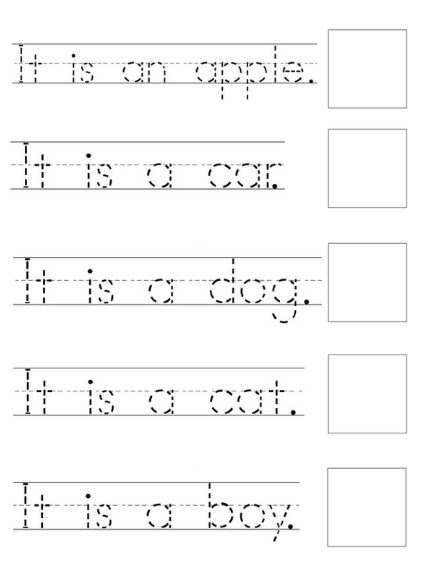 It is an apple.
It is a car.
It is a dog.
It is a cat.
It is a boy.